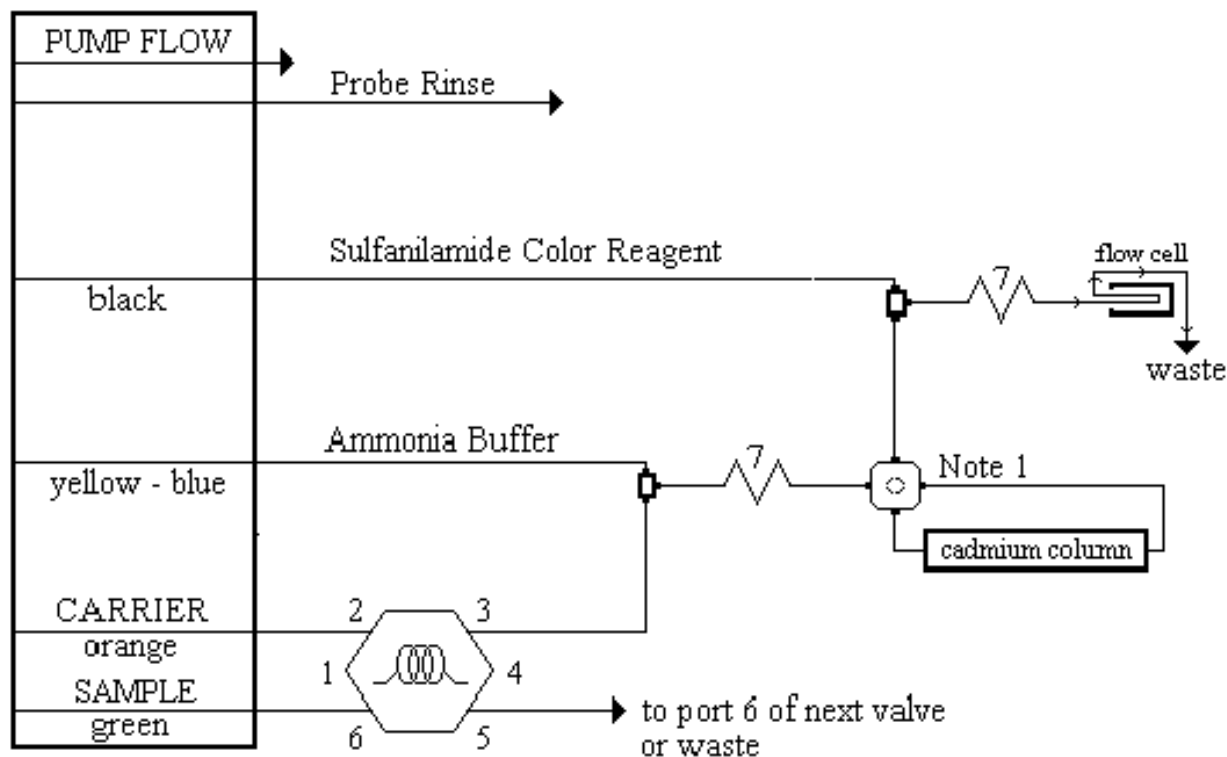 PUMP FLOW
Probe Rinse
Sulfanilamide Color Reagent
black
7
flow cell
waste
Ammonia Buffer
yellow - blue
7
Note 1
cadmium column
CARRIER
orange
2
3
1
4
SAMPLE
green
6
5
to port 6 of next valve
or waste